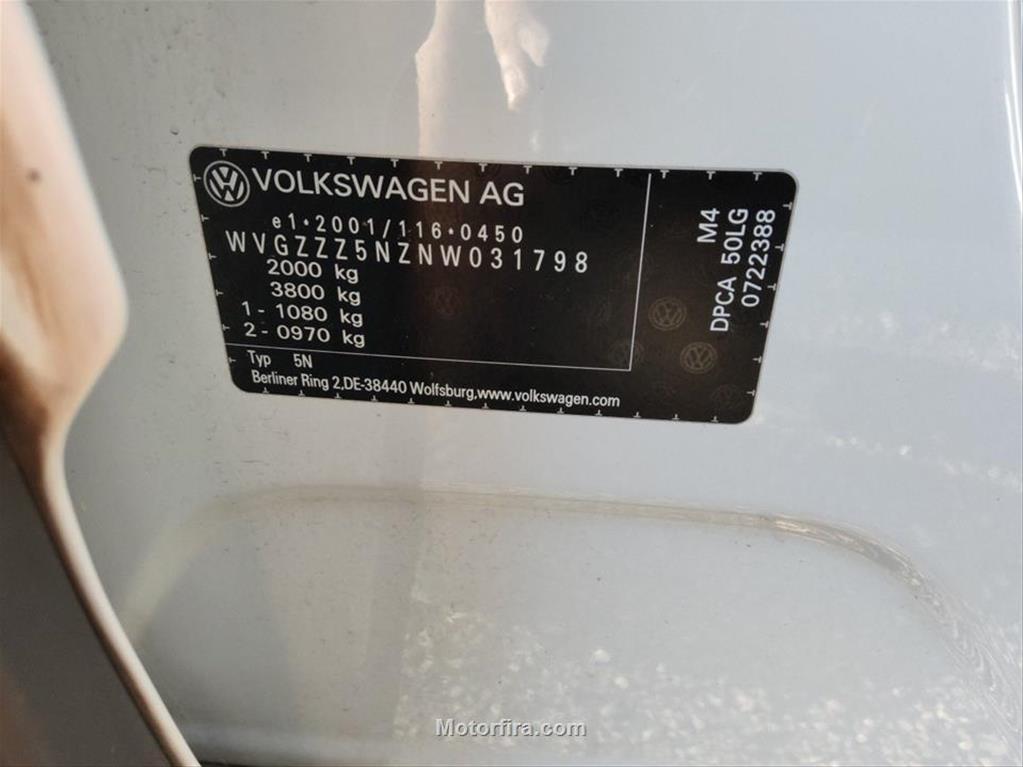 VOLKSWAGEN AG
e1*2001/116*0450
WVGZZZ5NZNW031798
2000 kg
3800 kg
1 - 1080 kg
2 - 0970 kg
Typ 5N
Berliner Ring 2,DE-38440 Wolfsburg,www.volkswagen.com
M4
DPCA 50LG
0722388
Motorfira.com